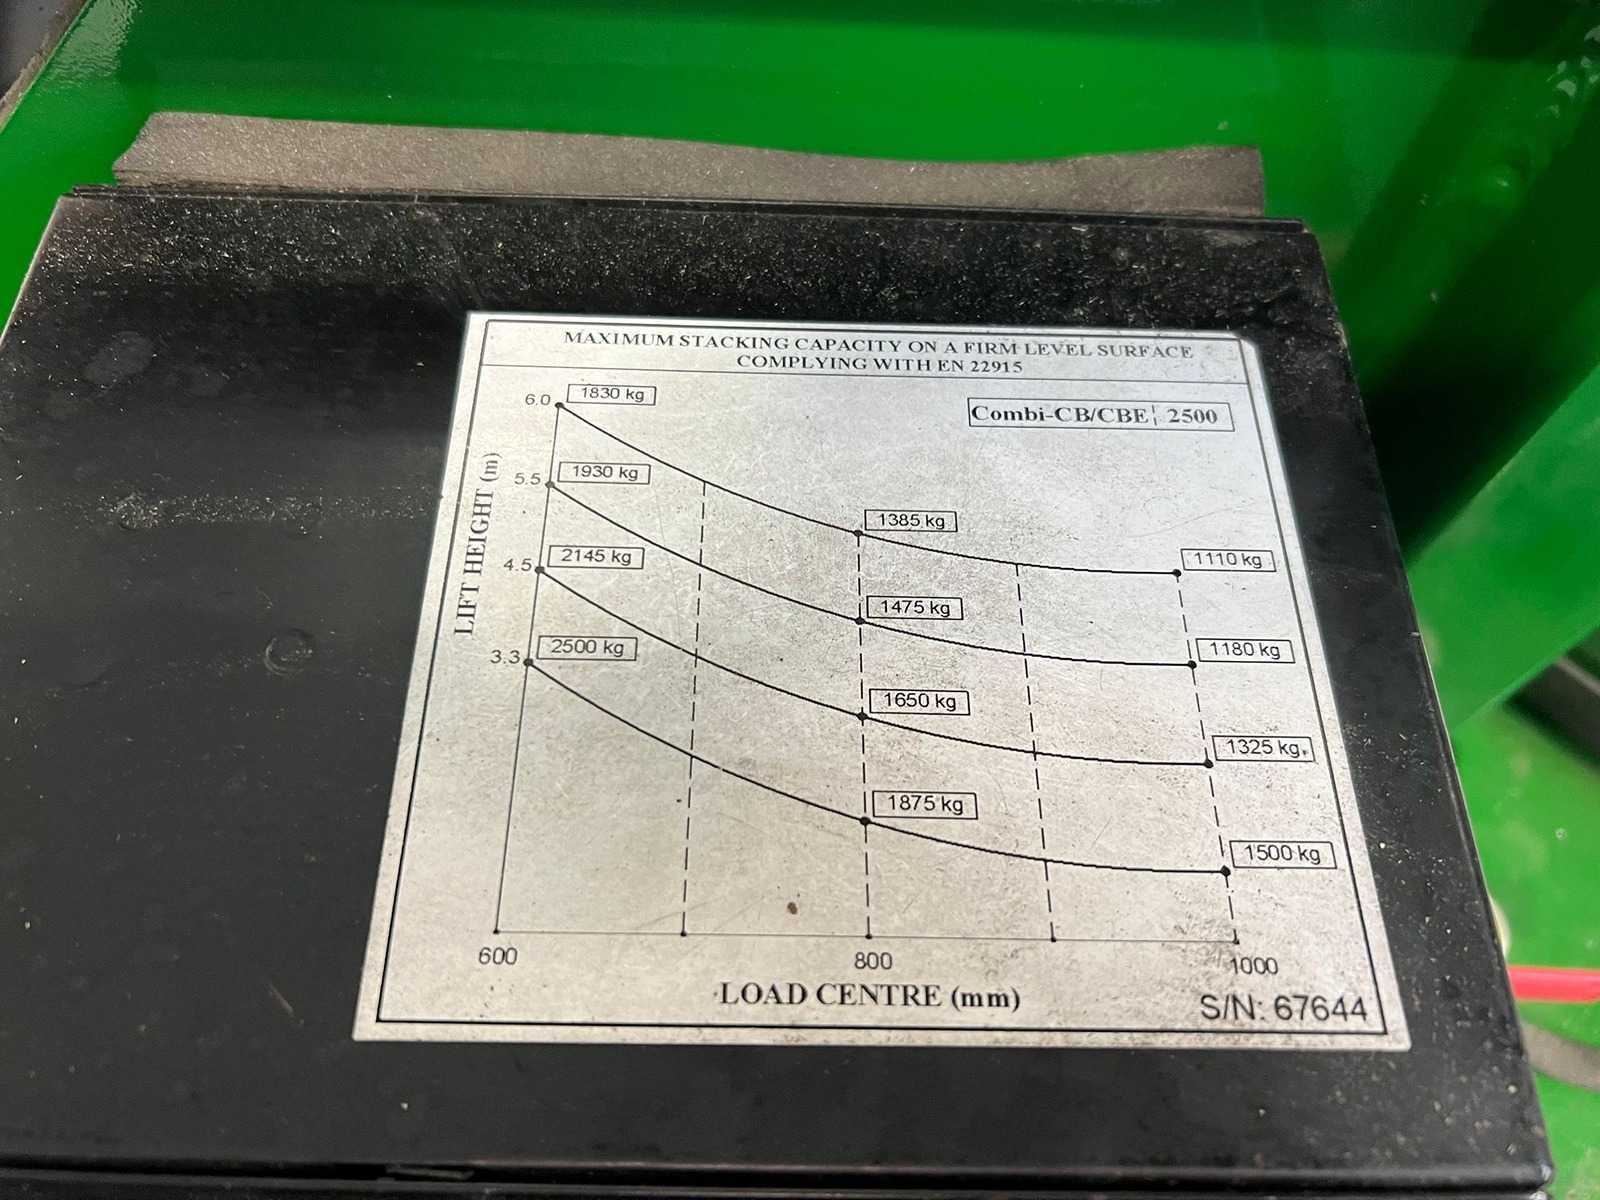 MAXIMUM STACKING CAPACITY ON A FIRM LEVEL SURFACE
COMPLYING WITH EN 22915
Combi-CB/CBE 2500
6.0 1830 kg
5.5 1930 kg
1385 kg
1110 kg
4.5 2145 kg
1475 kg
1180 kg
3.3 2500 kg
1650 kg
1325 kg
1875 kg
1500 kg
LIFT HEIGHT (m)
600 800 1000
LOAD CENTRE (mm)
S/N: 67644